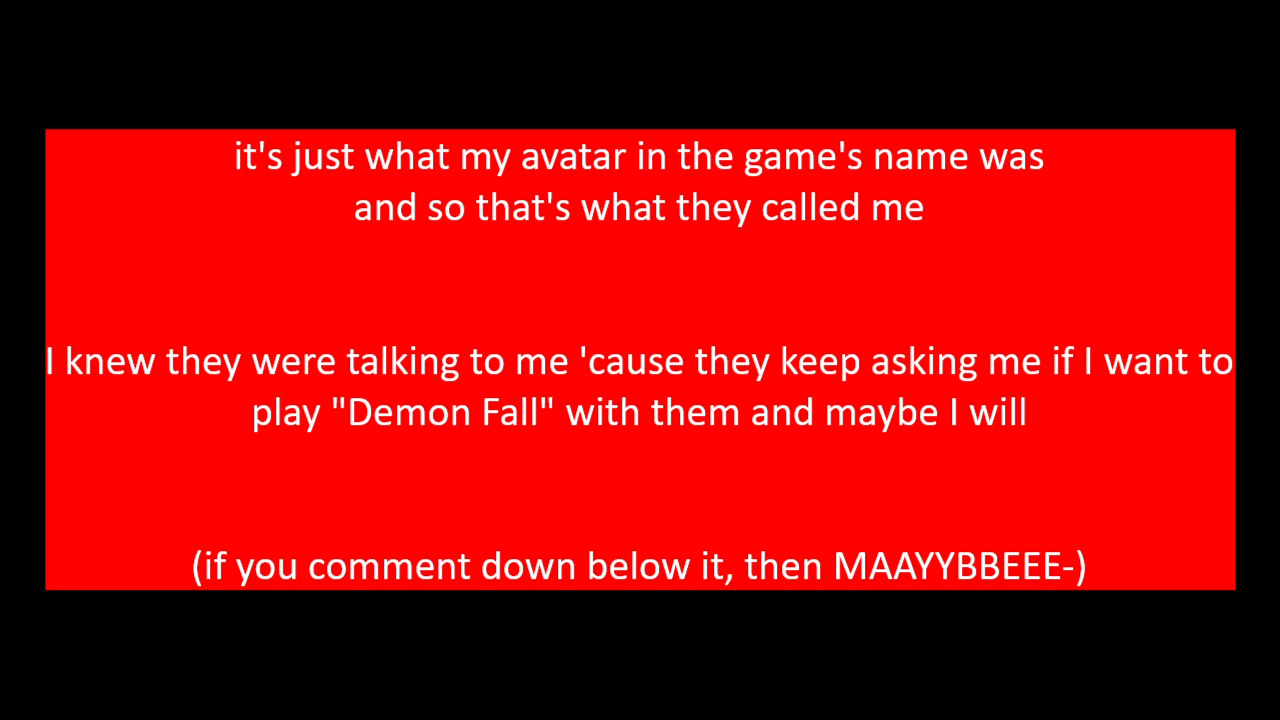 it's just what my avatar in the game's name was
and so that's what they called me
I knew they were talking to me 'cause they keep asking me if I want to
play "Demon Fall" with them and maybe I will
(if you comment down below it, then MAAYYBBEEE-)